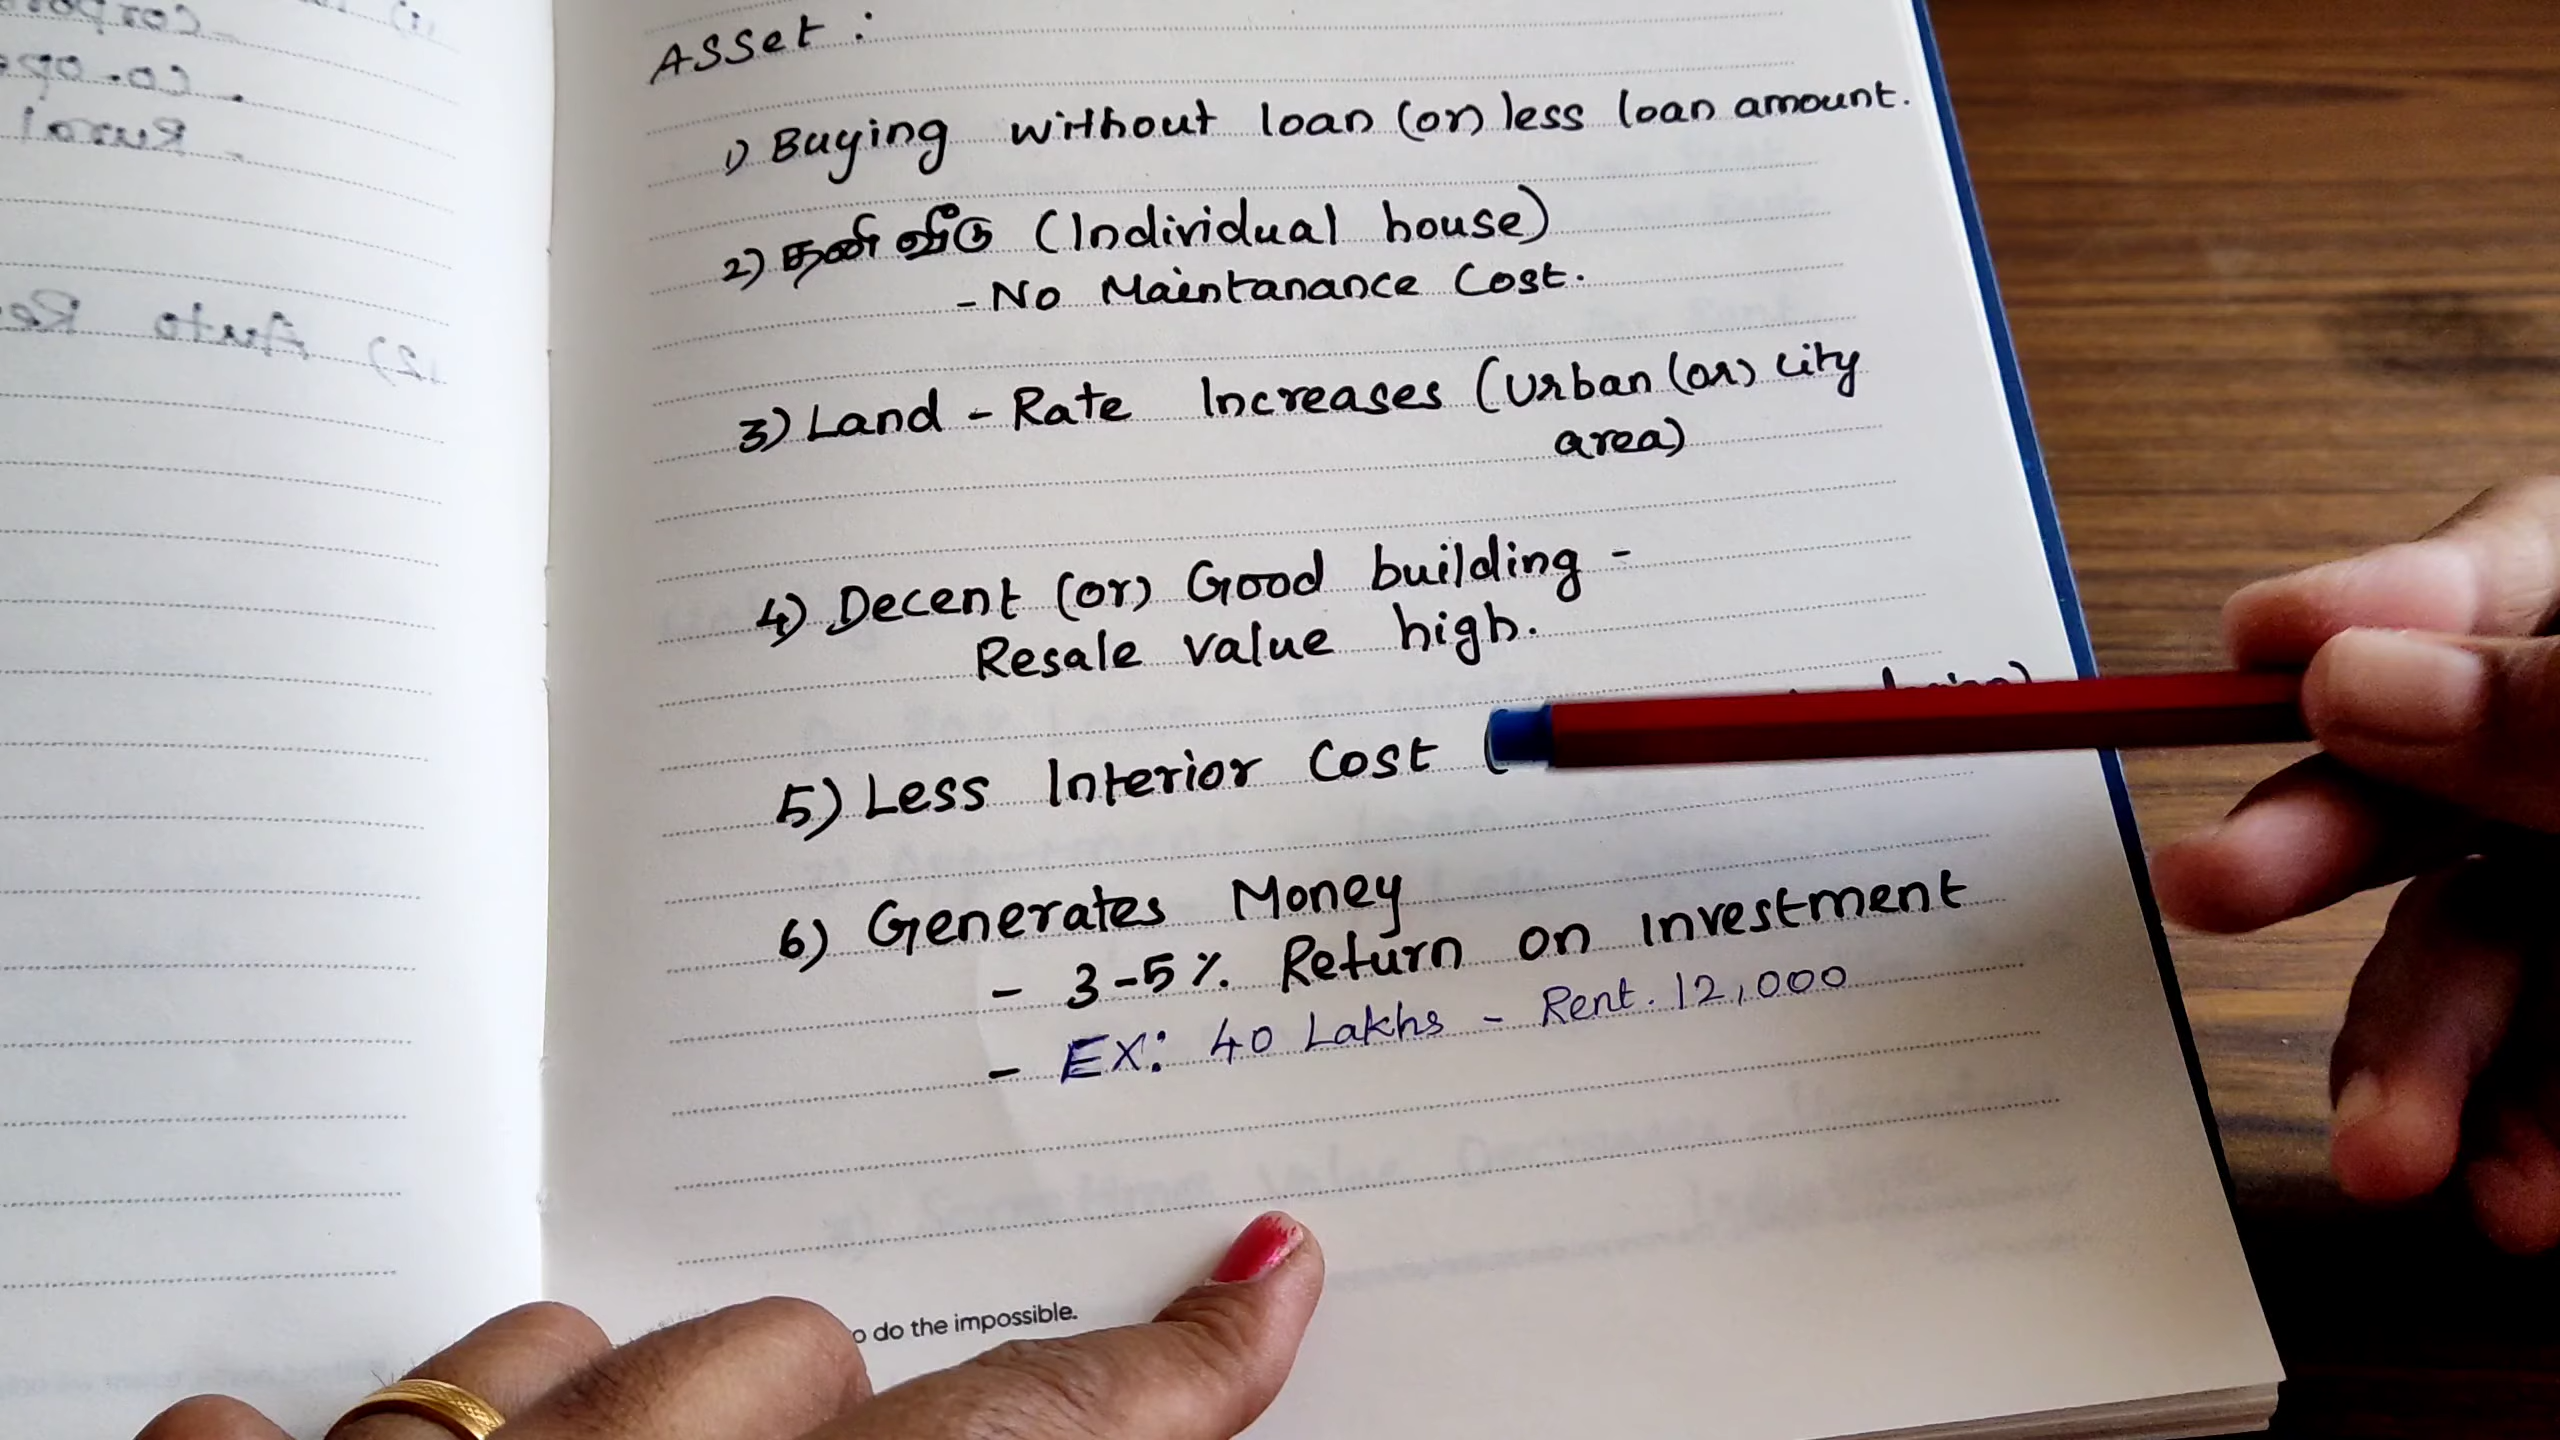 Asset :
1) Buying without loan (or) less loan amount.
2) தனி வீடு (Individual house)
- No Maintanance Cost.
3) Land - Rate Increases (Urban (or) city
area)
4) Decent (or) Good building -
Resale value high.
5) Less Interior Cost (
6) Generates Money
- 3-5% Return on investment
- EX: 40 Lakhs - Rent. 12,000
do the impossible.